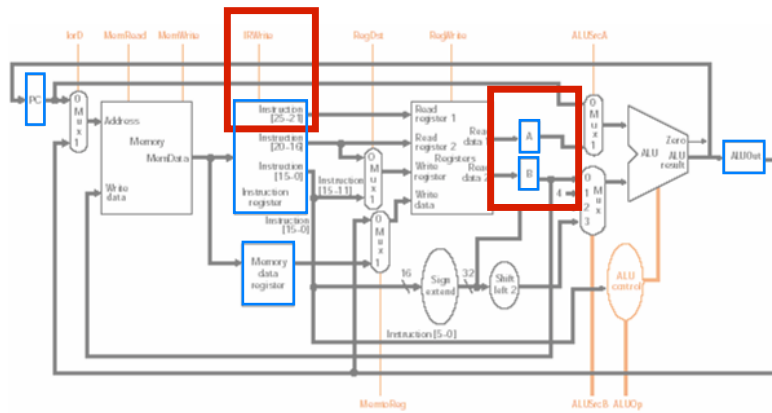 IorD MemRead MemWrite IRWrite RegDst RegWrite ALUSrcA
PC
0
M
u
x
1
Address
Memory
MemData
Write
data
Instruction
[25–21]
Instruction
[20–16]
Instruction
[15–0]
Instruction
register
Instruction
[15–11]
Instruction
[15–0]
Memory
data
register
0
M
u
x
1
0
M
u
x
1
Read
register 1
Read
register 2
Registers
Write
register
Write
data
Read
data 1
Read
data 2
A
B
4
0
M
u
x
1
0
1
M
u
x
2
3
Zero
ALU
ALU
result
ALUOut
16
Sign
extend
32
Shift
left 2
ALU
control
Instruction [5–0]
MemtoReg ALUSrcB ALUOp